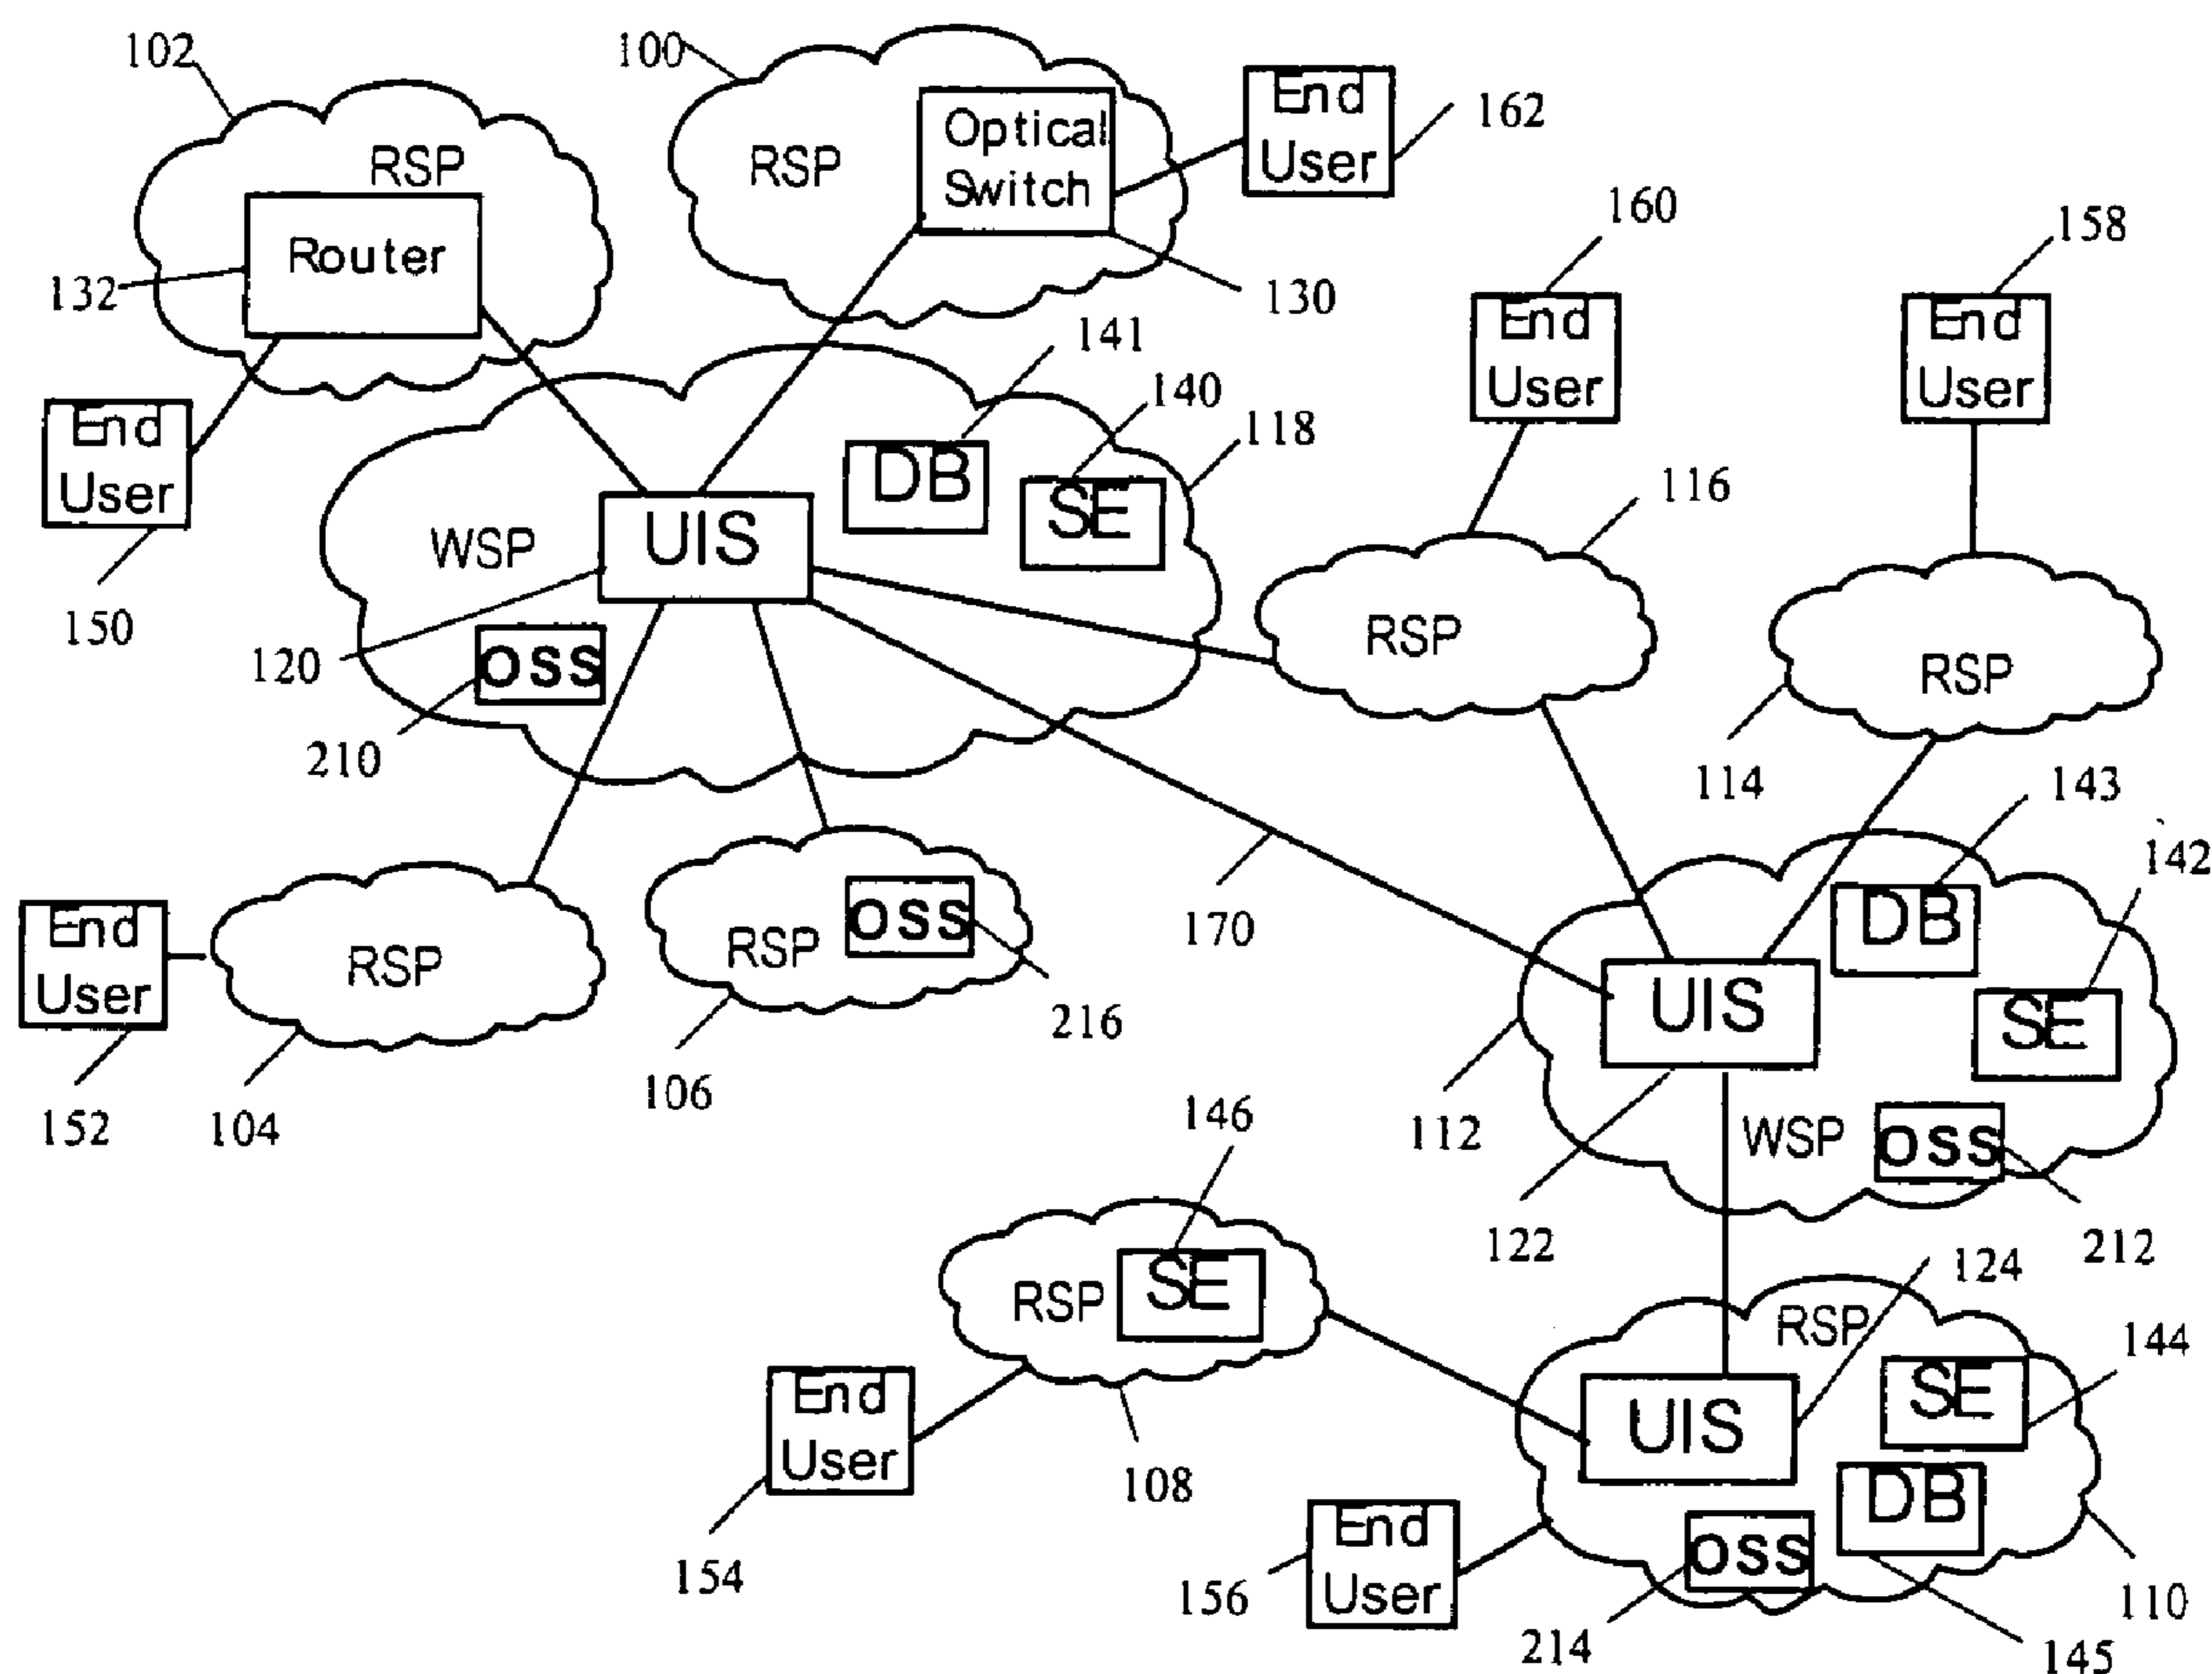 102
100
RSP
Router
132
RSP
Optical
Switch
130
End
User
162
160
158
End
User
End
User
End
User
150
141
140
118
DB
SE
WSP
UIS
120
OSS
210
116
RSP
RSP
114
143
142
End
User
152
RSP
104
RSP
OSS
106
216
170
DB
UIS
SE
112
WSP
OSS
122
212
146
RSP
SE
108
End
User
154
124
RSP
SE
144
UIS
DB
OSS
End
User
156
214
145
110